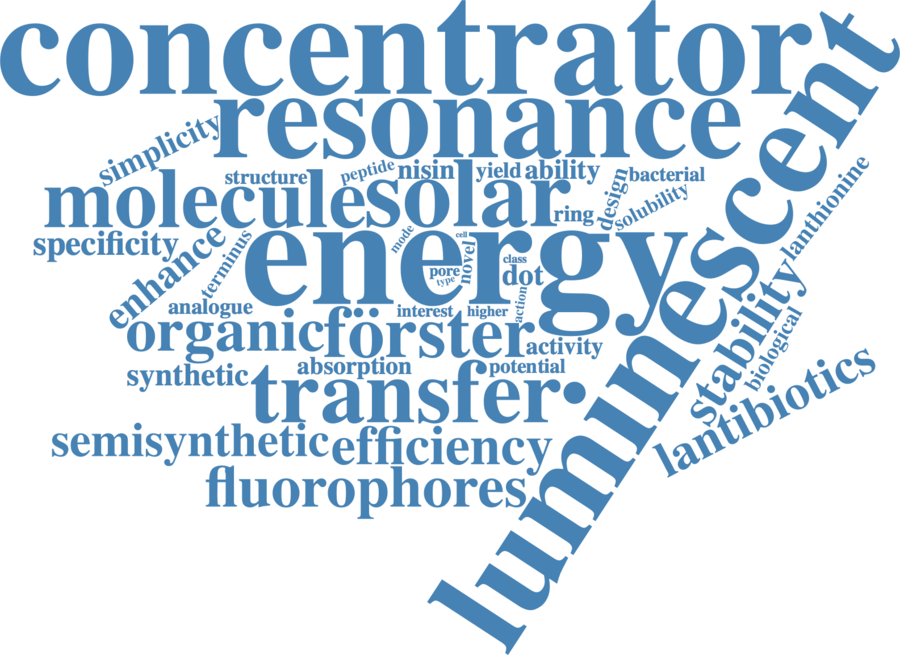 concentrator
resonance
luminescent
simplicity
structure
peptide
nisin
yield
ability
bacterial
molecule
solar
ring
design
solubility
lanthionine
specificity
enhance
terminus
energy
mode
cell
novel
pore
type
class
dot
action
analogue
interest
higher
organic
förster
activity
stability
biological
synthetic
absorption
potential
transfer
•
lantibiotics
semisynthetic
efficiency
fluorophores